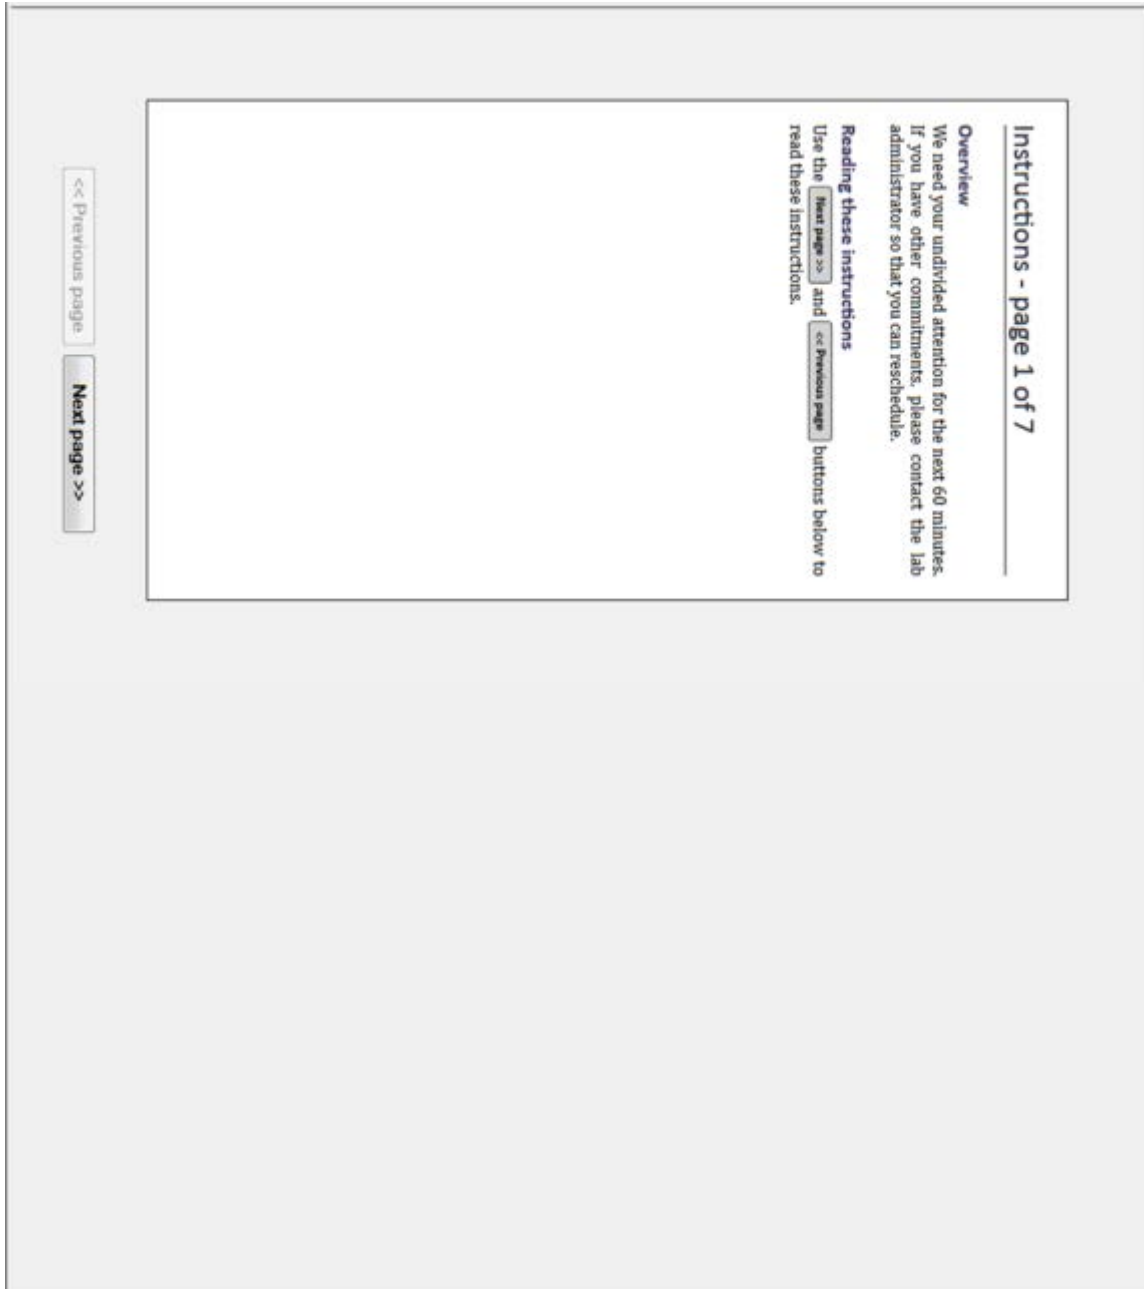 Instructions - page 1 of 7
Overview
We need your undivided attention for the next 60 minutes.
If you have other commitments, please contact the lab
administrator so that you can reschedule.
Reading these instructions
Use the Next page >> and << Previous page buttons below to
read these instructions.
<< Previous page Next page >>